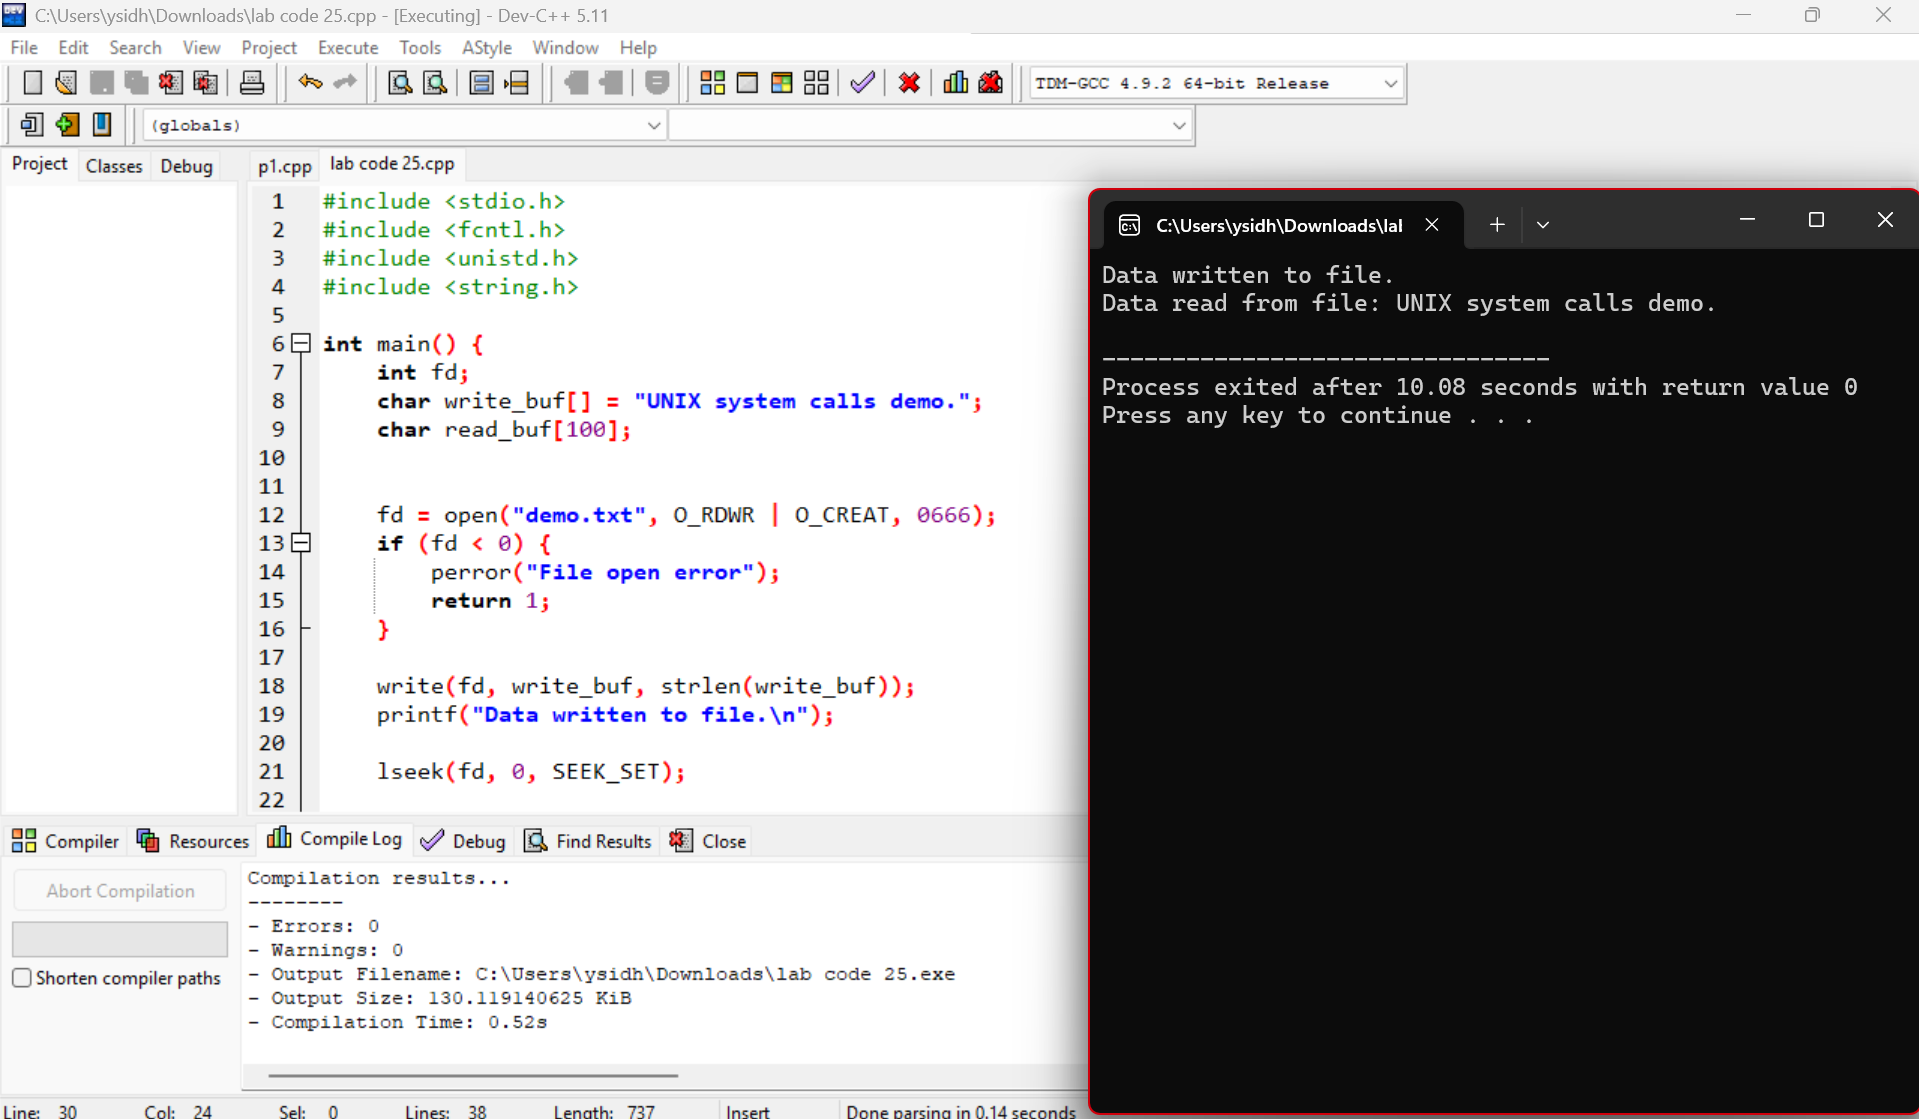 C:\Users\ysidh\Downloads\lab code 25.cpp - [Executing] - Dev-C++ 5.11
File Edit Search View Project Execute Tools AStyle Window Help
TDM-GCC 4.9.2 64-bit Release
(globals)
Project Classes Debug
p1.cpp lab code 25.cpp
1 #include <stdio.h>
2 #include <fcntl.h>
3 #include <unistd.h>
4 #include <string.h>
5
6 int main() {
7 int fd;
8 char write_buf[] = "UNIX system calls demo.";
9 char read_buf[100];
10
11
12 fd = open("demo.txt", O_RDWR | O_CREAT, 0666);
13 if (fd < 0) {
14 perror("File open error");
15 return 1;
16 }
17
18 write(fd, write_buf, strlen(write_buf));
19 printf("Data written to file.\n");
20
21 lseek(fd, 0, SEEK_SET);
22
C:\Users\ysidh\Downloads\lal
Data written to file.
Data read from file: UNIX system calls demo.
--------------------------------
Process exited after 10.08 seconds with return value 0
Press any key to continue . . .
Compiler Resources Compile Log Debug Find Results Close
Abort Compilation
Shorten compiler paths
Compilation results...
--------
- Errors: 0
- Warnings: 0
- Output Filename: C:\Users\ysidh\Downloads\lab code 25.exe
- Output Size: 130.119140625 KiB
- Compilation Time: 0.52s
Line: 30 Col: 24 Sel: 0 Lines: 38 Length: 737 Insert Done parsing in 0.14 seconds